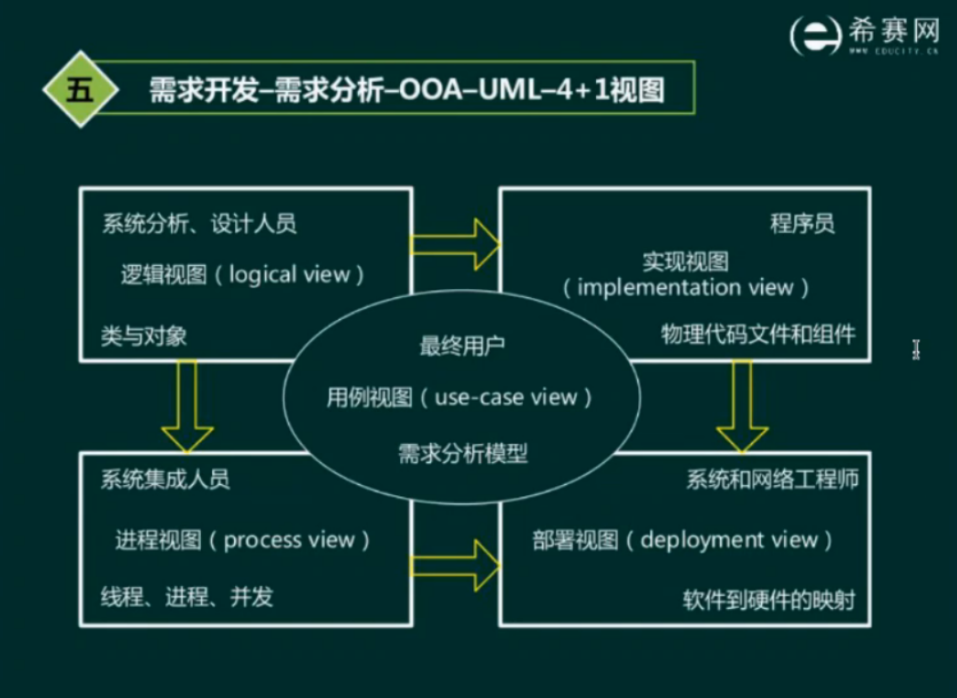 希赛网
WWW.EDUCITY.CN
五
需求开发–需求分析–OOA–UML–4+1视图
系统分析、设计人员
逻辑视图（logical view）
类与对象
程序员
实现视图
（implementation view）
物理代码文件和组件
最终用户
用例视图（use-case view）
需求分析模型
系统集成人员
进程视图（process view）
线程、进程、并发
系统和网络工程师
部署视图（deployment view）
软件到硬件的映射